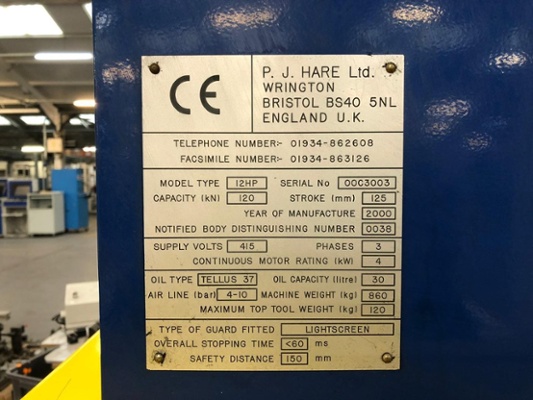 CE
P. J. HARE Ltd.
WRINGTON
BRISTOL BS40 5NL
ENGLAND U.K.
TELEPHONE NUMBER:- 01934-862608
FACSIMILE NUMBER:- 01934-863126
MODEL TYPE 12HP SERIAL No 00C3003
CAPACITY (kN) 120 STROKE (mm) 125
YEAR OF MANUFACTURE 2000
NOTIFIED BODY DISTINGUISHING NUMBER 0038
SUPPLY VOLTS 415 PHASES 3
CONTINUOUS MOTOR RATING (kW) 4
OIL TYPE TELLUS 37 OIL CAPACITY (litre) 30
AIR LINE (bar) 4-10 MACHINE WEIGHT (kg) 860
MAXIMUM TOP TOOL WEIGHT (kg) 120
TYPE OF GUARD FITTED LIGHTSCREEN
OVERALL STOPPING TIME <60 ms
SAFETY DISTANCE 150 mm